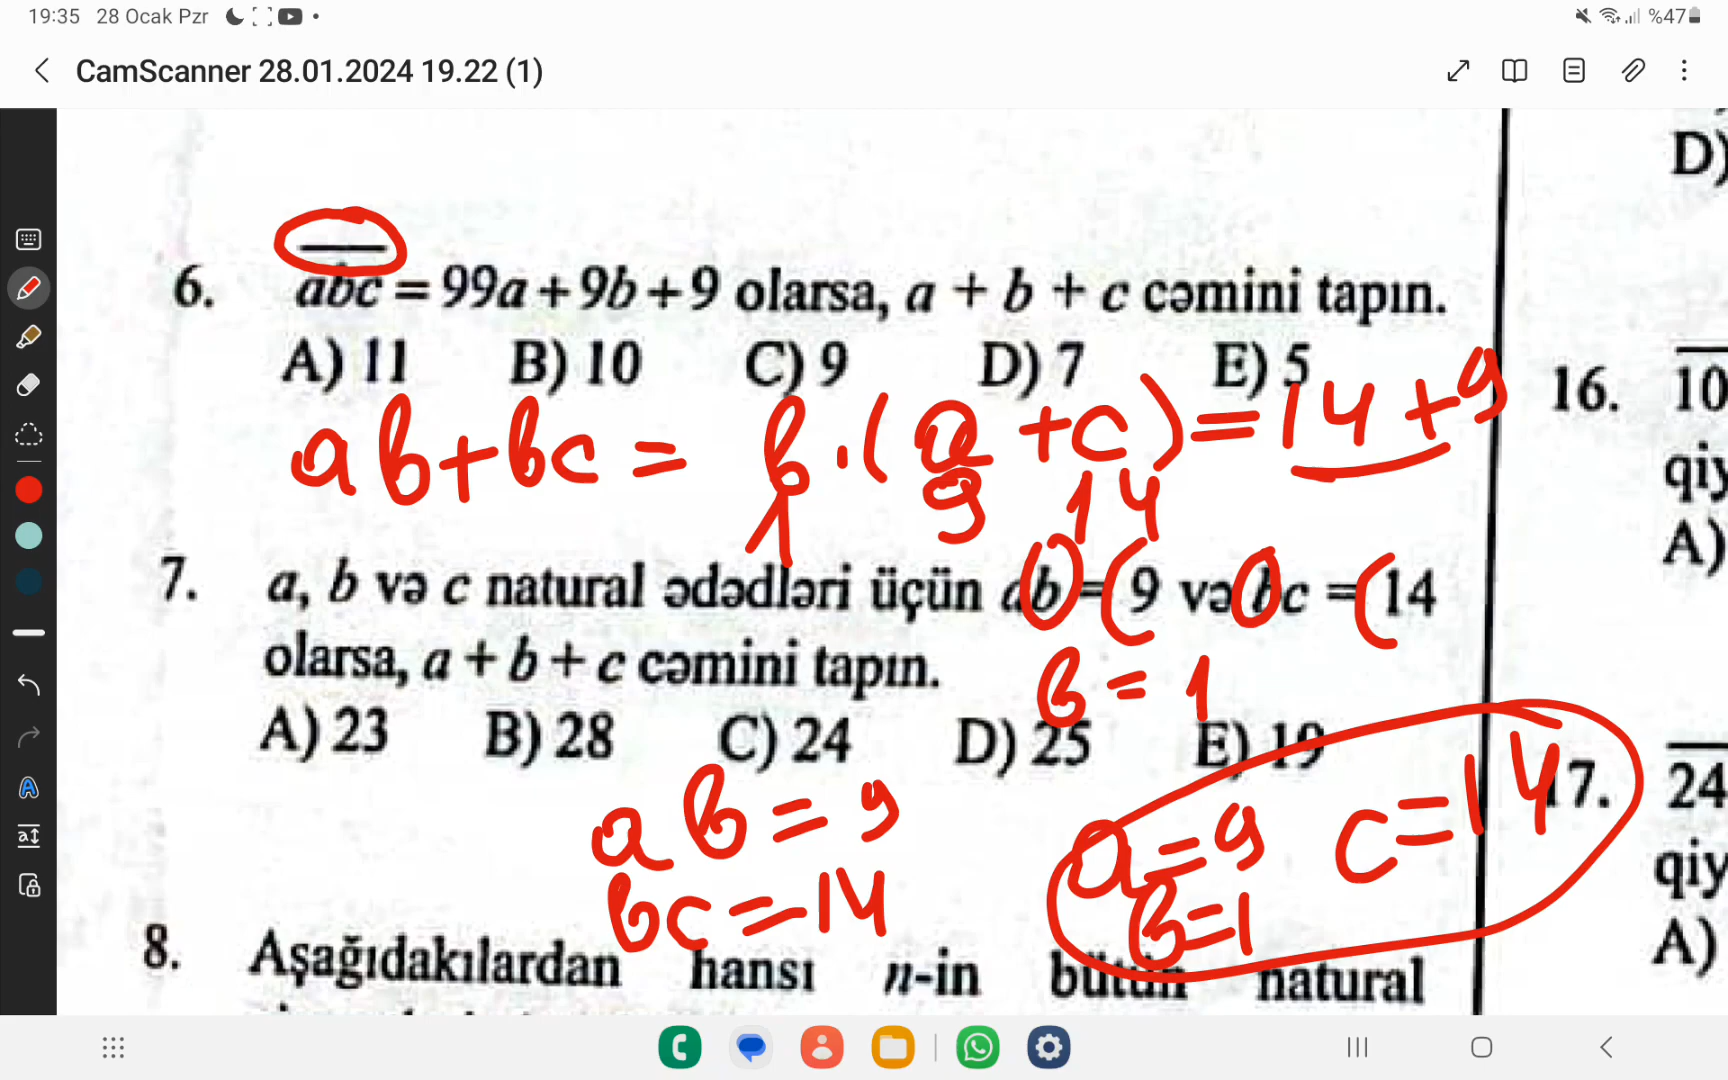 19:35 28 Ocak Pzr
%47
CamScanner 28.01.2024 19.22 (1)
D)
6. abc = 99a + 9b + 9 olarsa, a + b + c cəmini tapın.
A) 11 B) 10 C) 9 D) 7 E) 5
ab+bc = b·(a+c) = 14+9
1 9 14
7. a, b və c natural ədədləri üçün ab = 9 və bc = 14
olarsa, a + b + c cəmini tapın.
b = 1
A) 23 B) 28 C) 24 D) 25 E) 19
ab = 9
bc = 14
a = 9 c = 14
b = 1
8. Aşağıdakılardan hansı n-in bütün natural
16. 10
qiy
A)
17. 24
qiy
A)